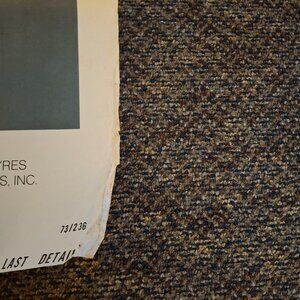 YRES
S, INC.
73/236
LAST DETAI